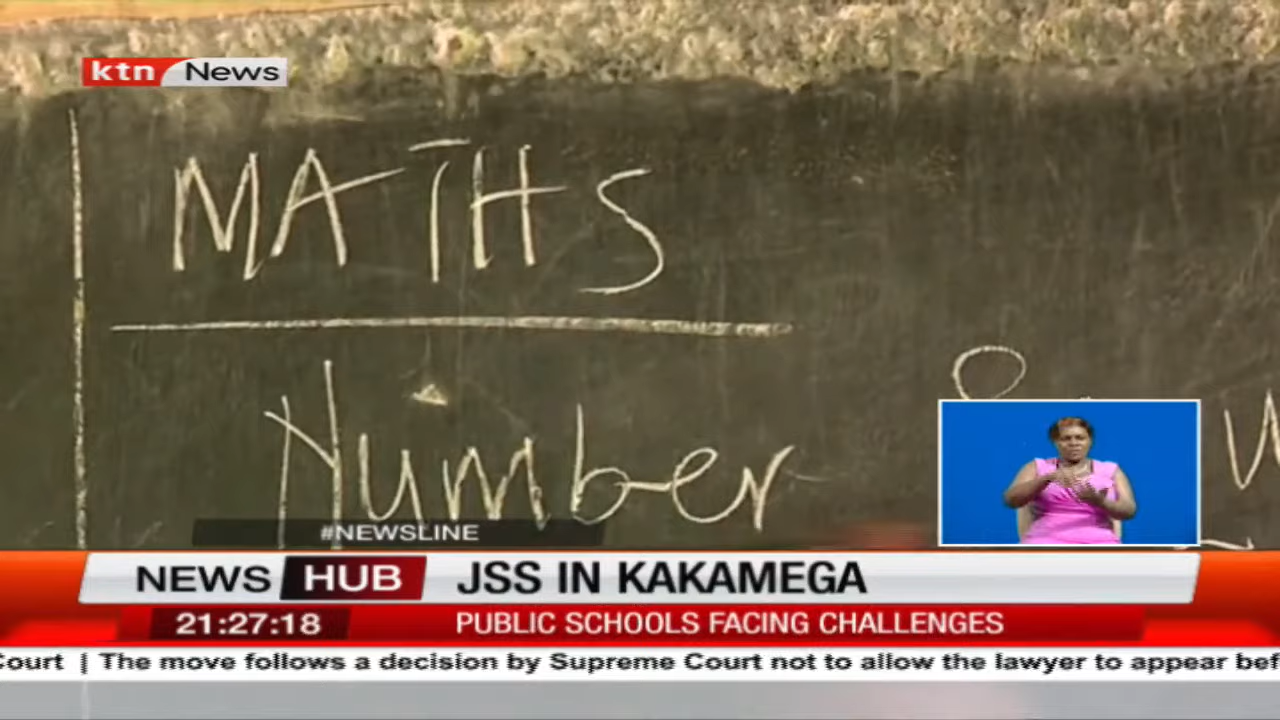 ktn News
MATHS
Number
#NEWSLINE
NEWS HUB JSS IN KAKAMEGA
21:27:18 PUBLIC SCHOOLS FACING CHALLENGES
Court | The move follows a decision by Supreme Court not to allow the lawyer to appear